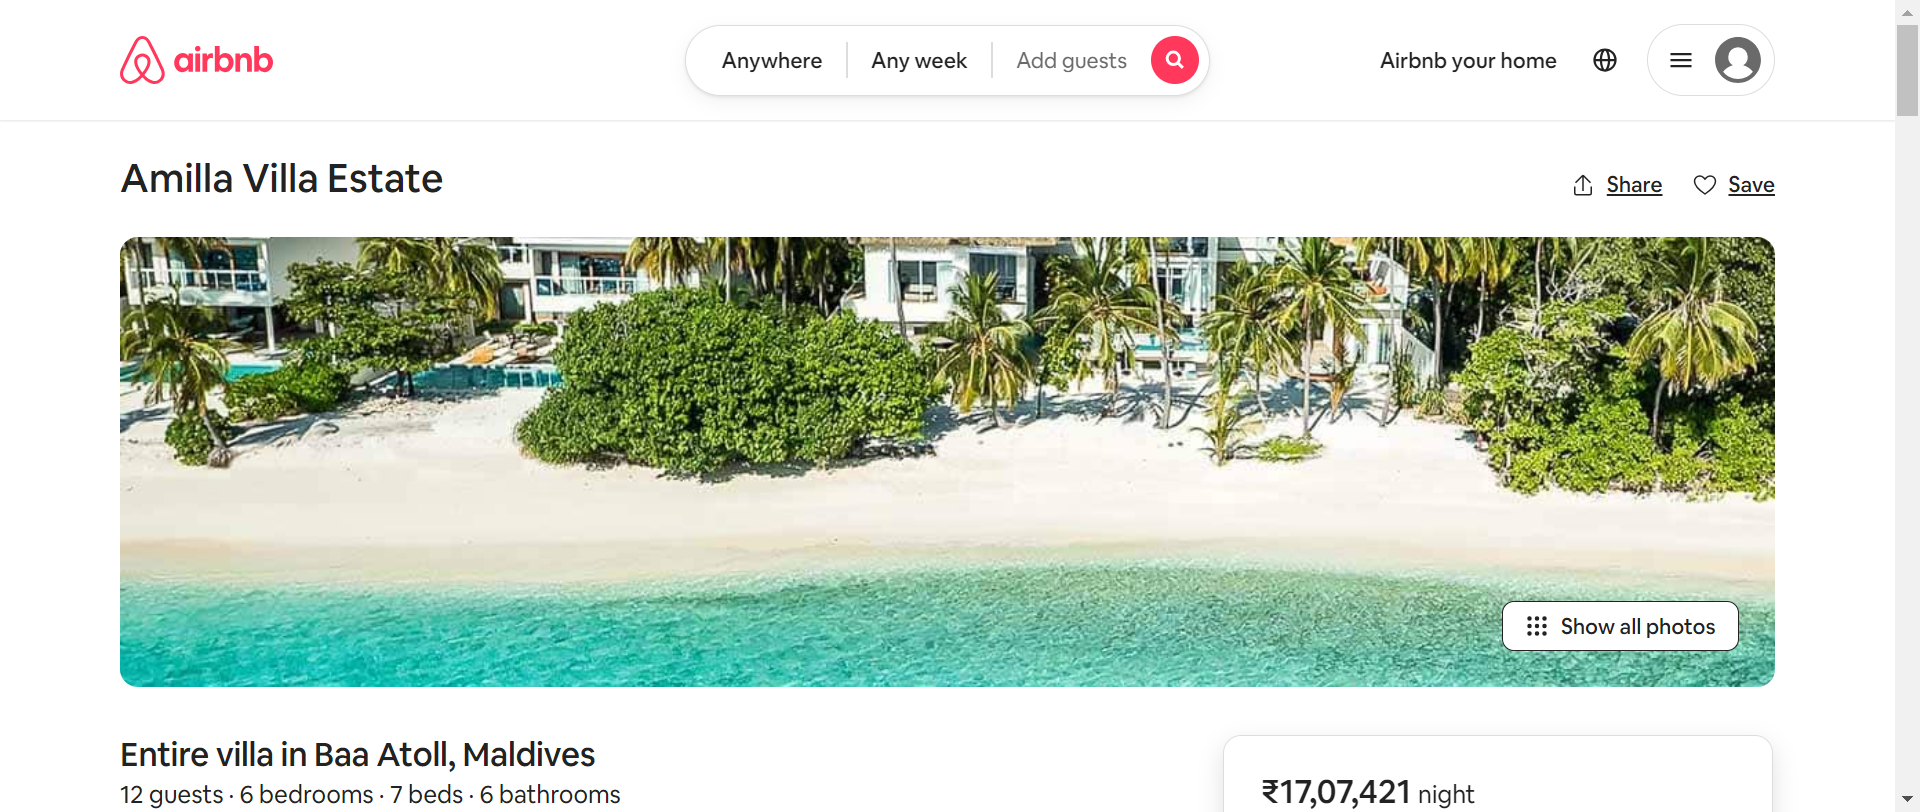 airbnb
Anywhere
Any week
Add guests
Airbnb your home
Amilla Villa Estate
Share
Save
Show all photos
Entire villa in Baa Atoll, Maldives
12 guests · 6 bedrooms · 7 beds · 6 bathrooms
₹17,07,421 night